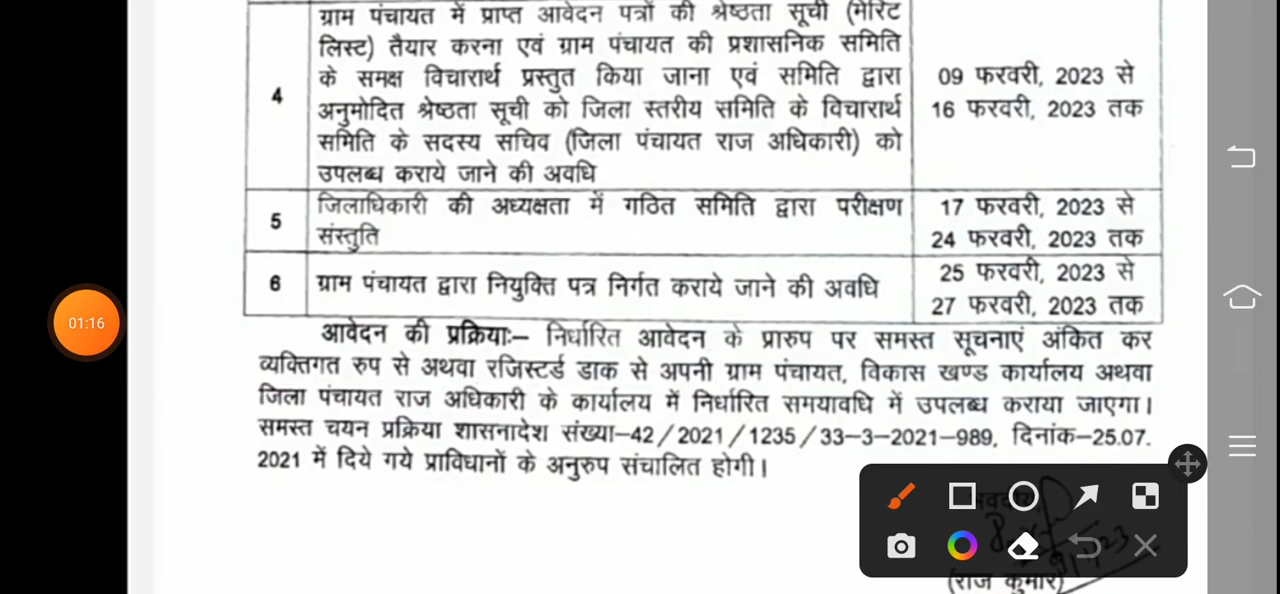 ग्राम पंचायत में प्राप्त आवेदन पत्रों की श्रेष्ठता सूची (मेरिट
लिस्ट) तैयार करना एवं ग्राम पंचायत की प्रशासनिक समिति
के समक्ष विचारार्थ प्रस्तुत किया जाना एवं समिति द्वारा
4
अनुमोदित श्रेष्ठता सूची को जिला स्तरीय समिति के विचारार्थ
समिति के सदस्य सचिव (जिला पंचायत राज अधिकारी) को
उपलब्ध कराये जाने की अवधि
09 फरवरी, 2023 से
16 फरवरी, 2023 तक
5
जिलाधिकारी की अध्यक्षता में गठित समिति द्वारा परीक्षण
संस्तुति
17 फरवरी, 2023 से
24 फरवरी, 2023 तक
6
ग्राम पंचायत द्वारा नियुक्ति पत्र निर्गत कराये जाने की अवधि
25 फरवरी, 2023 से
27 फरवरी, 2023 तक
01:16
आवेदन की प्रक्रियाः– निर्धारित आवेदन के प्रारुप पर समस्त सूचनाएं अंकित कर
व्यक्तिगत रुप से अथवा रजिस्टर्ड डाक से अपनी ग्राम पंचायत, विकास खण्ड कार्यालय अथवा
जिला पंचायत राज अधिकारी के कार्यालय में निर्धारित समयावधि में उपलब्ध कराया जाएगा।
समस्त चयन प्रक्रिया शासनादेश संख्या–42/2021/1235/33–3–2021–989, दिनांक–25.07.
2021 में दिये गये प्राविधानों के अनुरुप संचालित होगी।
(राज कुमार)